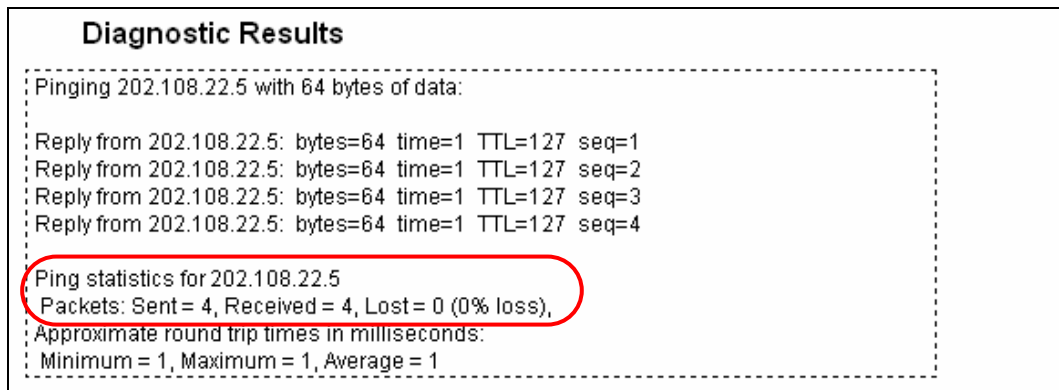 Diagnostic Results
Pinging 202.108.22.5 with 64 bytes of data:
Reply from 202.108.22.5: bytes=64 time=1 TTL=127 seq=1
Reply from 202.108.22.5: bytes=64 time=1 TTL=127 seq=2
Reply from 202.108.22.5: bytes=64 time=1 TTL=127 seq=3
Reply from 202.108.22.5: bytes=64 time=1 TTL=127 seq=4
Ping statistics for 202.108.22.5
Packets: Sent = 4, Received = 4, Lost = 0 (0% loss),
Approximate round trip times in milliseconds:
Minimum = 1, Maximum = 1, Average = 1